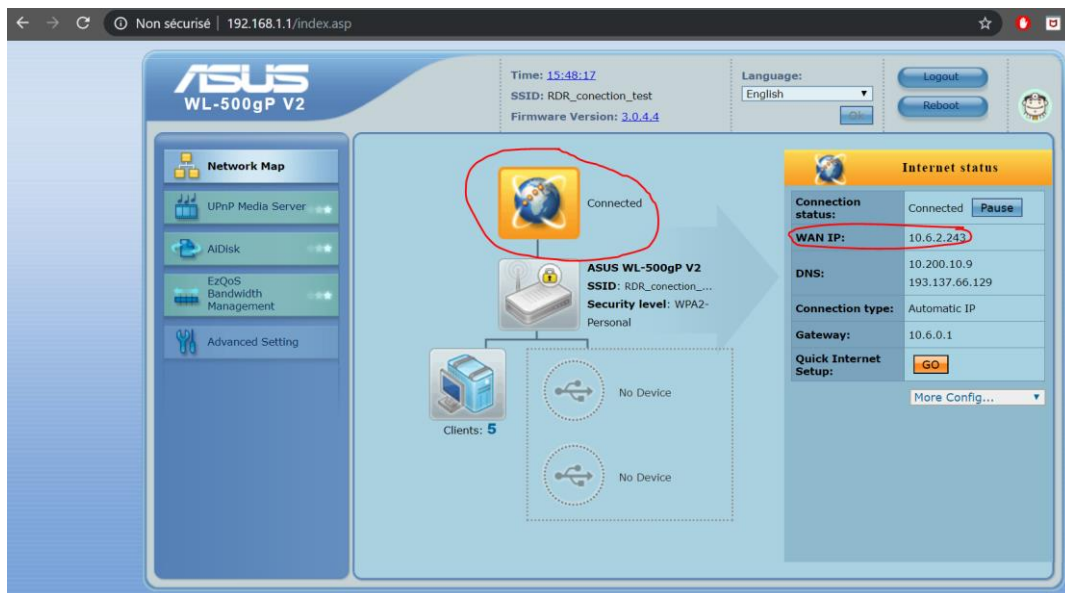 Non sécurisé | 192.168.1.1/index.asp
ASUS
WL-500gP V2
Time: 15:48:17
SSID: RDR_conection_test
Firmware Version: 3.0.4.4
Language:
English
Ok
Logout
Reboot
Network Map
UPnP Media Server
AiDisk
EzQoS
Bandwidth
Management
Advanced Setting
Connected
ASUS WL-500gP V2
SSID: RDR_conection_...
Security level: WPA2-
Personal
Clients: 5
No Device
No Device
Internet status
Connection
status:
Connected
Pause
WAN IP:
10.6.2.243
DNS:
10.200.10.9
193.137.66.129
Connection type:
Automatic IP
Gateway:
10.6.0.1
Quick Internet
Setup:
GO
More Config...